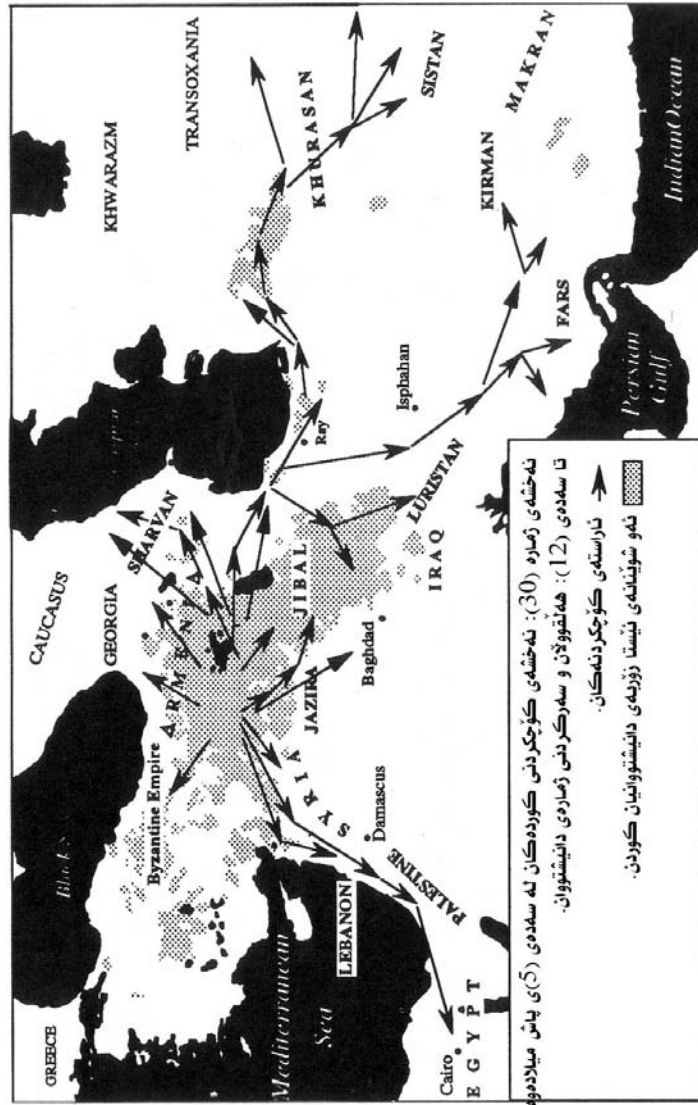 GREECE
Black
CAUCASUS
GEORGIA
SHARVAN
KHWARAZM
TRANSOXANIA
Byzantine Empire
ARMENIA
KHURASAN
SISTAN
MAKRAN
Ray
JIBAL
JAZIRA
SYRIA
Damascus
LEBANON
PALESTINE
Mediterranean
Sea
Baghdad
IRAQ
LURISTAN
Isphahan
KIRMAN
FARS
Persian
Gulf
Indian Ocean
Cairo
EGYPT
نەخشەی ژمارە (30): نەخشەی کۆچکردنی کوردەکان لە سەدەی (5)ی پاش میلادەوە
تا سەدەی (12): هەڵقووڵان و سەرکردنی ژمارەی دانیشتووان.
ئاراستەی کۆچکردنەکان.
ئەو شوێنانەی ئێستا زۆربەی دانیشتووانیان کوردن.